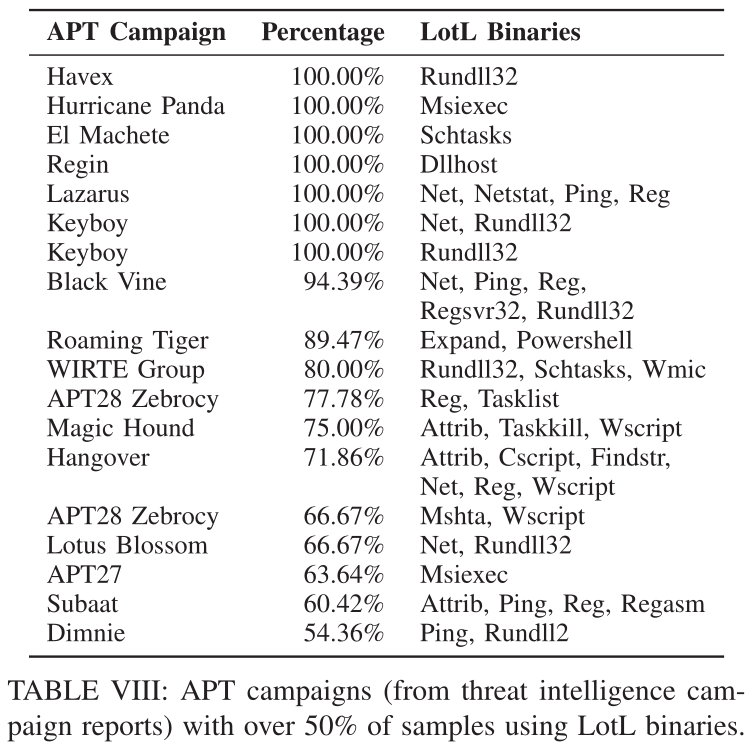 APT Campaign Percentage LotL Binaries
Havex 100.00% Rundll32
Hurricane Panda 100.00% Msiexec
El Machete 100.00% Schtasks
Regin 100.00% Dllhost
Lazarus 100.00% Net, Netstat, Ping, Reg
Keyboy 100.00% Net, Rundll32
Keyboy 100.00% Rundll32
Black Vine 94.39% Net, Ping, Reg,
Regsvr32, Rundll32
Roaming Tiger 89.47% Expand, Powershell
WIRTE Group 80.00% Rundll32, Schtasks, Wmic
APT28 Zebrocy 77.78% Reg, Tasklist
Magic Hound 75.00% Attrib, Taskkill, Wscript
Hangover 71.86% Attrib, Cscript, Findstr,
Net, Reg, Wscript
APT28 Zebrocy 66.67% Mshta, Wscript
Lotus Blossom 66.67% Net, Rundll32
APT27 63.64% Msiexec
Subaat 60.42% Attrib, Ping, Reg, Regasm
Dimnie 54.36% Ping, Rundll2
TABLE VIII: APT campaigns (from threat intelligence cam-
paign reports) with over 50% of samples using LotL binaries.